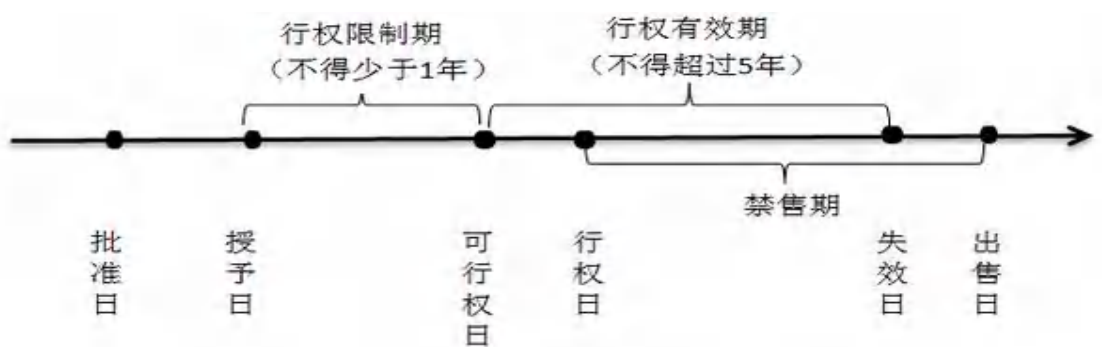 行权限制期
（不得少于1年）
行权有效期
（不得超过5年）
禁售期
批准日
授予日
可行权日
行权日
失效日
出售日